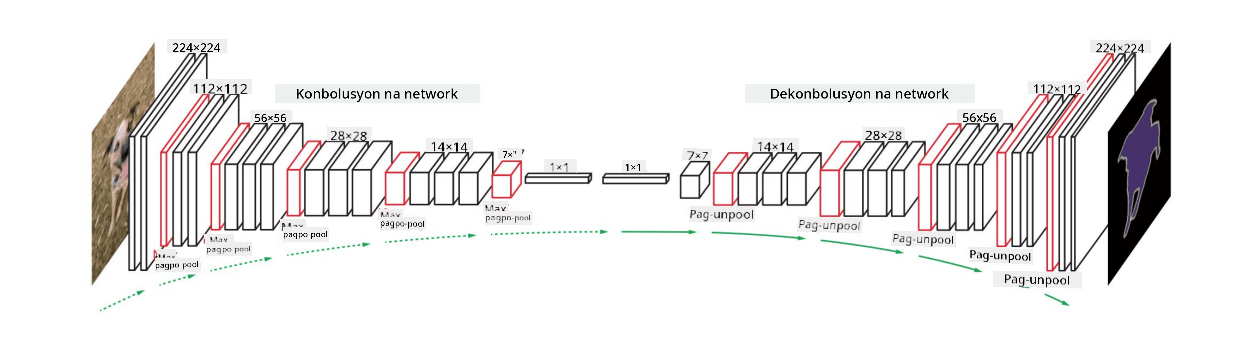 224×224
112×112
Konbolusyon na network
56×56
28×28
14×14
7×7
1×1
1×1
7×7
14×14
28×28
56x56
112×112
224×224
Dekonbolusyon na network
Max
pagpo pool
Max
pagpo pool
Max
pagpo pool
Max
pagpo-pool
Max
pagpo-pool
Pag-unpool
Pag-unpool
Pag-unpool
Pag-unpool
Pag-unpool